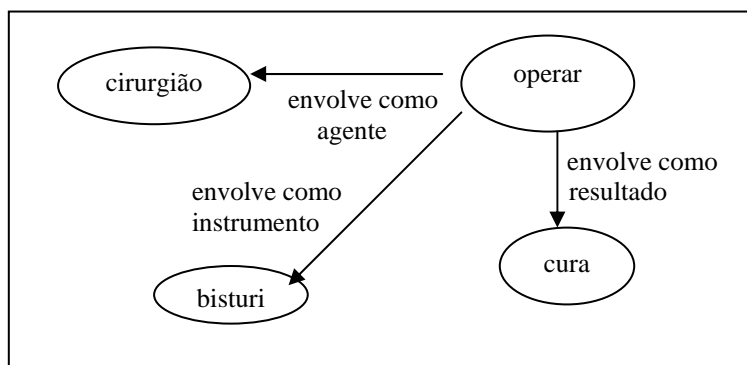 cirurgião
operar
envolve como
agente
envolve como
resultado
envolve como
instrumento
cura
bisturi